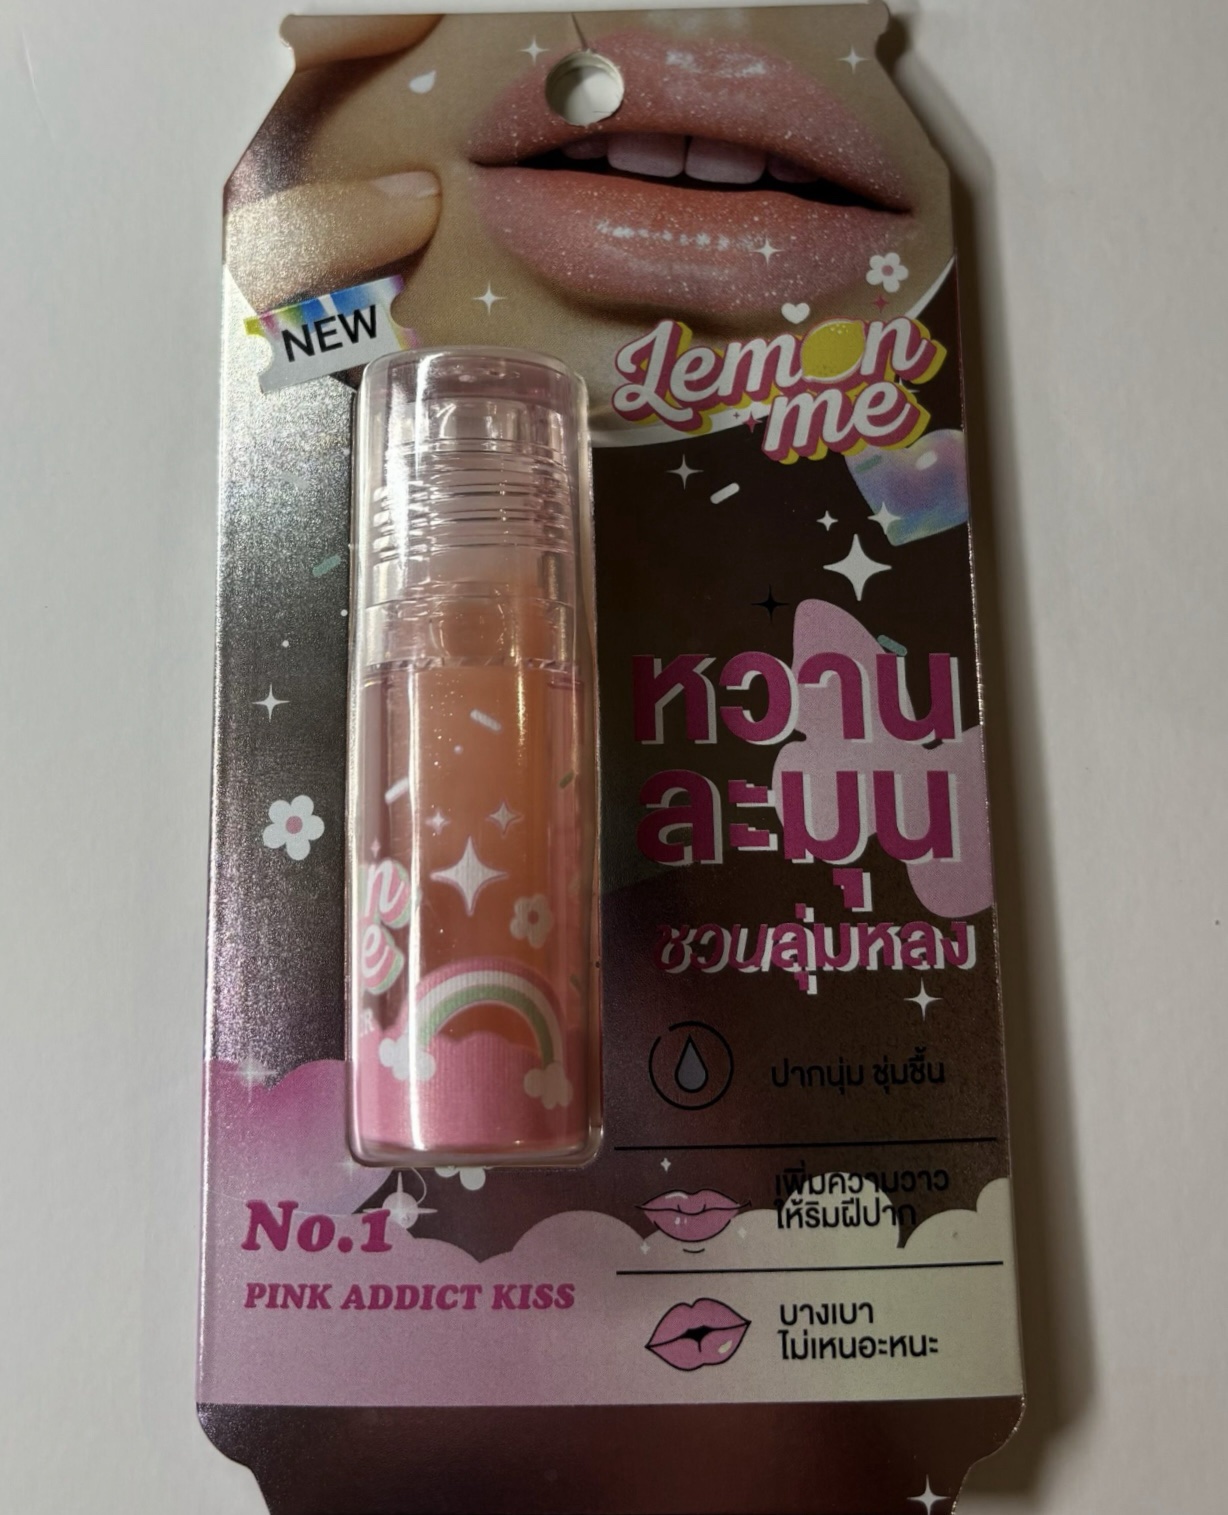 NEW
Lemon
me
หวาน
ละมุน
ชวนลุ่มหลง
ปากนุ่ม ชุ่มชื้น
เพิ่มความวาว
ให้ริมฝีปาก
No.1
PINK ADDICT KISS
บางเบา
ไม่เหนอะหนะ
n
e
R